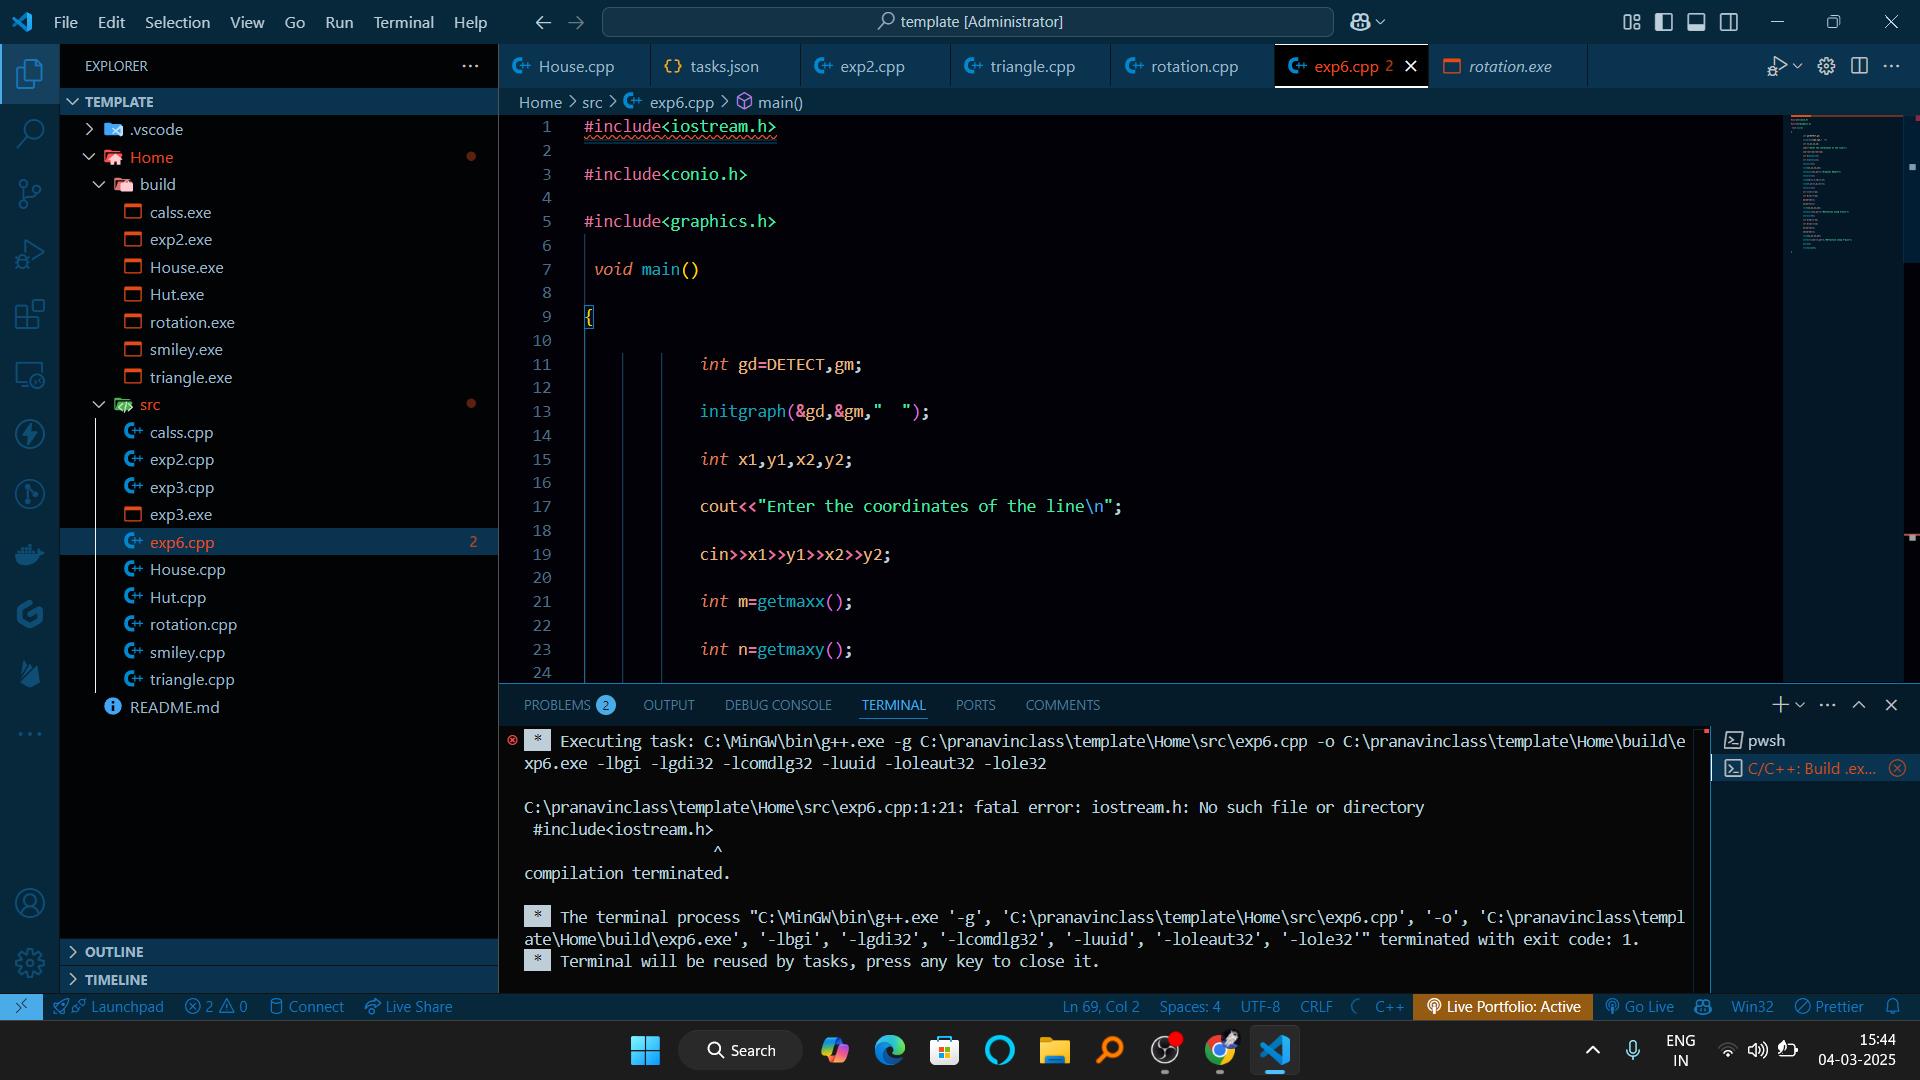 File Edit Selection View Go Run Terminal Help
template [Administrator]
EXPLORER
TEMPLATE
.vscode
Home
build
calss.exe
exp2.exe
House.exe
Hut.exe
rotation.exe
smiley.exe
triangle.exe
src
calss.cpp
exp2.cpp
exp3.cpp
exp3.exe
exp6.cpp 2
House.cpp
Hut.cpp
rotation.cpp
smiley.cpp
triangle.cpp
README.md
OUTLINE
TIMELINE
House.cpp tasks.json exp2.cpp triangle.cpp rotation.cpp exp6.cpp 2 rotation.exe
Home > src > exp6.cpp > main()
1 #include<iostream.h>
2
3 #include<conio.h>
4
5 #include<graphics.h>
6
7 void main()
8
9 {
10
11 int gd=DETECT,gm;
12
13 initgraph(&gd,&gm,"  ");
14
15 int x1,y1,x2,y2;
16
17 cout<<"Enter the coordinates of the line\n";
18
19 cin>>x1>>y1>>x2>>y2;
20
21 int m=getmaxx();
22
23 int n=getmaxy();
24
PROBLEMS 2 OUTPUT DEBUG CONSOLE TERMINAL PORTS COMMENTS
* Executing task: C:\MinGW\bin\g++.exe -g C:\pranavinclass\template\Home\src\exp6.cpp -o C:\pranavinclass\template\Home\build\e
xp6.exe -lbgi -lgdi32 -lcomdlg32 -luuid -loleaut32 -lole32
C:\pranavinclass\template\Home\src\exp6.cpp:1:21: fatal error: iostream.h: No such file or directory
#include<iostream.h>
^
compilation terminated.
* The terminal process "C:\MinGW\bin\g++.exe '-g', 'C:\pranavinclass\template\Home\src\exp6.cpp', '-o', 'C:\pranavinclass\templ
ate\Home\build\exp6.exe', '-lbgi', '-lgdi32', '-lcomdlg32', '-luuid', '-loleaut32', '-lole32'" terminated with exit code: 1.
* Terminal will be reused by tasks, press any key to close it.
pwsh
C/C++: Build .ex...
Launchpad 2 0 Connect Live Share Ln 69, Col 2 Spaces: 4 UTF-8 CRLF C++ Live Portfolio: Active Go Live Win32 Prettier
Search
ENG
IN
15:44
04-03-2025